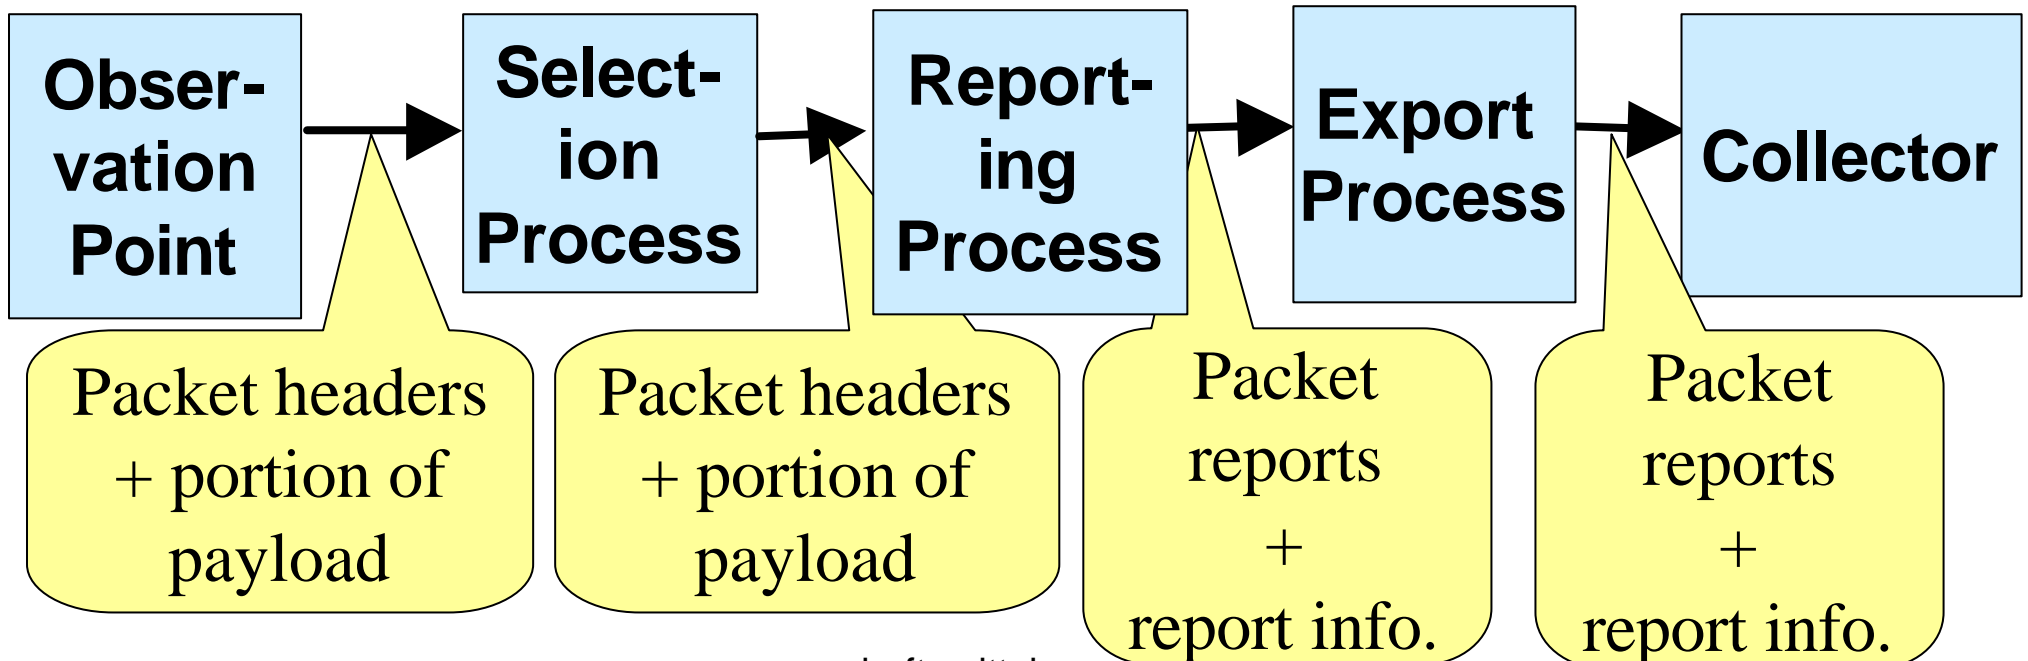 Obser-
vation
Point
Select-
ion
Process
Report-
ing
Process
Export
Process
Collector
Packet headers
+ portion of
payload
Packet headers
+ portion of
payload
Packet
reports
+
report info.
Packet
reports
+
report info.